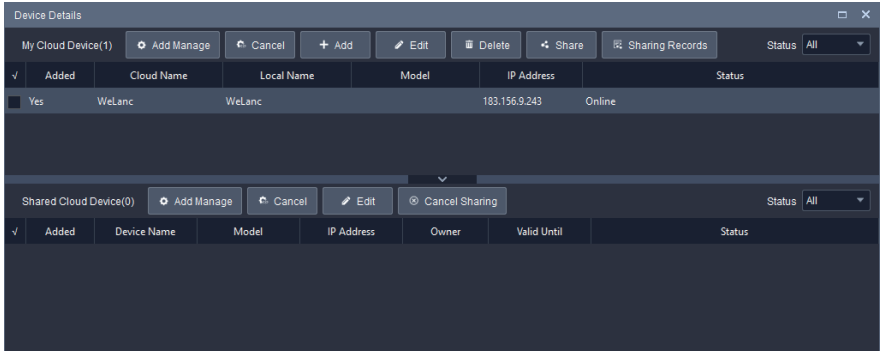 Device Details
My Cloud Device(1) Add Manage Cancel Add Edit Delete Share Sharing Records Status All
√ Added Cloud Name Local Name Model IP Address Status
Yes WeLanc WeLanc 183.156.9.243 Online
Shared Cloud Device(0) Add Manage Cancel Edit Cancel Sharing Status All
√ Added Device Name Model IP Address Owner Valid Until Status